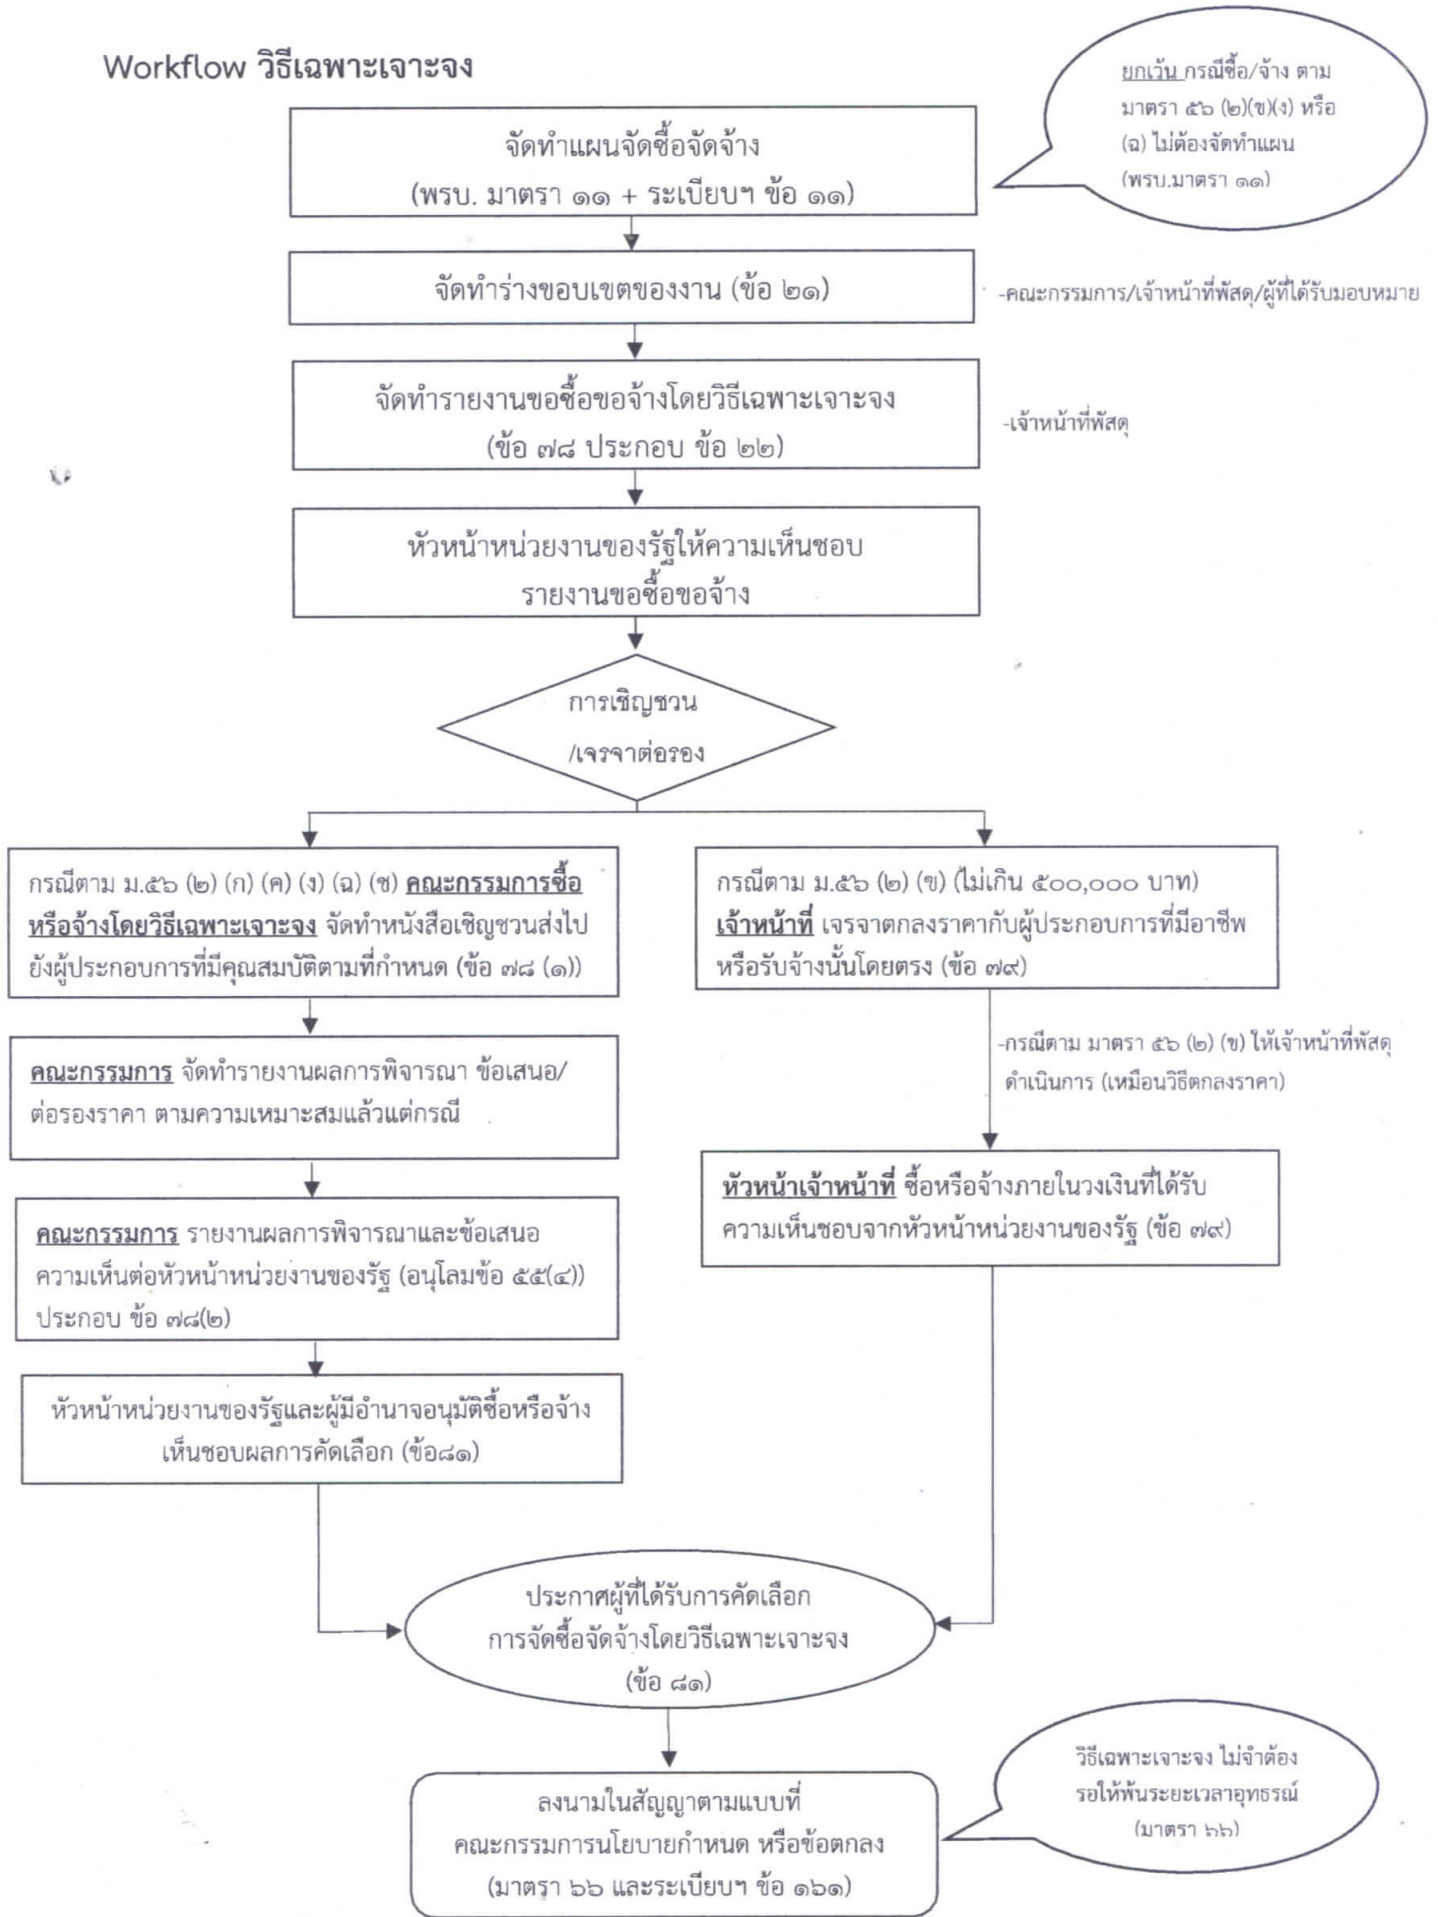 Workflow วิธีเฉพาะเจาะจง
ยกเว้น กรณีซื้อ/จ้าง ตาม
มาตรา ๕๖ (๒)(ข)(ง) หรือ
(ฉ) ไม่ต้องจัดทำแผน
(พรบ.มาตรา ๑๑)
จัดทำแผนจัดซื้อจัดจ้าง
(พรบ. มาตรา ๑๑ + ระเบียบฯ ข้อ ๑๑)
จัดทำร่างขอบเขตของงาน (ข้อ ๒๑)
-คณะกรรมการ/เจ้าหน้าที่พัสดุ/ผู้ที่ได้รับมอบหมาย
จัดทำรายงานขอซื้อขอจ้างโดยวิธีเฉพาะเจาะจง
(ข้อ ๗๘ ประกอบ ข้อ ๒๒)
-เจ้าหน้าที่พัสดุ
หัวหน้าหน่วยงานของรัฐให้ความเห็นชอบ
รายงานขอซื้อขอจ้าง
การเชิญชวน
/เจรจาต่อรอง
กรณีตาม ม.๕๖ (๒) (ก) (ค) (ง) (ฉ) (ช) คณะกรรมการซื้อ
หรือจ้างโดยวิธีเฉพาะเจาะจง จัดทำหนังสือเชิญชวนส่งไป
ยังผู้ประกอบการที่มีคุณสมบัติตามที่กำหนด (ข้อ ๗๘ (๑))
คณะกรรมการ จัดทำรายงานผลการพิจารณา ข้อเสนอ/
ต่อรองราคา ตามความเหมาะสมแล้วแต่กรณี
คณะกรรมการ รายงานผลการพิจารณาและข้อเสนอ
ความเห็นต่อหัวหน้าหน่วยงานของรัฐ (อนุโลมข้อ ๕๕(๔))
ประกอบ ข้อ ๗๘(๒)
หัวหน้าหน่วยงานของรัฐและผู้มีอำนาจอนุมัติซื้อหรือจ้าง
เห็นชอบผลการคัดเลือก (ข้อ๘๑)
กรณีตาม ม.๕๖ (๒) (ข) (ไม่เกิน ๕๐๐,๐๐๐ บาท)
เจ้าหน้าที่ เจรจาตกลงราคากับผู้ประกอบการที่มีอาชีพ
หรือรับจ้างนั้นโดยตรง (ข้อ ๗๙)
-กรณีตาม มาตรา ๕๖ (๒) (ข) ให้เจ้าหน้าที่พัสดุ
ดำเนินการ (เหมือนวิธีตกลงราคา)
หัวหน้าเจ้าหน้าที่ ซื้อหรือจ้างภายในวงเงินที่ได้รับ
ความเห็นชอบจากหัวหน้าหน่วยงานของรัฐ (ข้อ ๗๙)
ประกาศผู้ที่ได้รับการคัดเลือก
การจัดซื้อจัดจ้างโดยวิธีเฉพาะเจาะจง
(ข้อ ๘๑)
ลงนามในสัญญาตามแบบที่
คณะกรรมการนโยบายกำหนด หรือข้อตกลง
(มาตรา ๖๖ และระเบียบฯ ข้อ ๑๖๑)
วิธีเฉพาะเจาะจง ไม่จำต้อง
รอให้พ้นระยะเวลาอุทธรณ์
(มาตรา ๖๖)